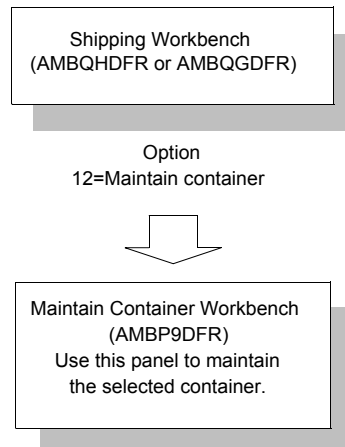 Shipping Workbench
(AMBQHDFR or AMBQGDFR)
Option
12=Maintain container
Maintain Container Workbench
(AMBP9DFR)
Use this panel to maintain
the selected container.